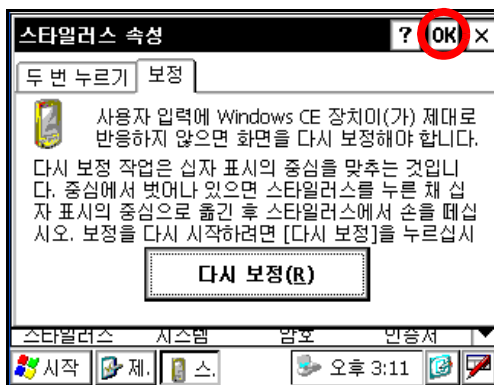 스타일러스 속성 ? OK ×
두 번 누르기 보정
사용자 입력에 Windows CE 장치이(가) 제대로
반응하지 않으면 화면을 다시 보정해야 합니다.
다시 보정 작업은 십자 표시의 중심을 맞추는 것입니
다. 중심에서 벗어나 있으면 스타일러스를 누른 채 십
자 표시의 중심으로 옮긴 후 스타일러스에서 손을 떼십
시오. 보정을 다시 시작하려면 [다시 보정]을 누르십시
다시 보정(R)
스타일러스 시스템 암호 인증서
시작 제. 스. 오후 3:11